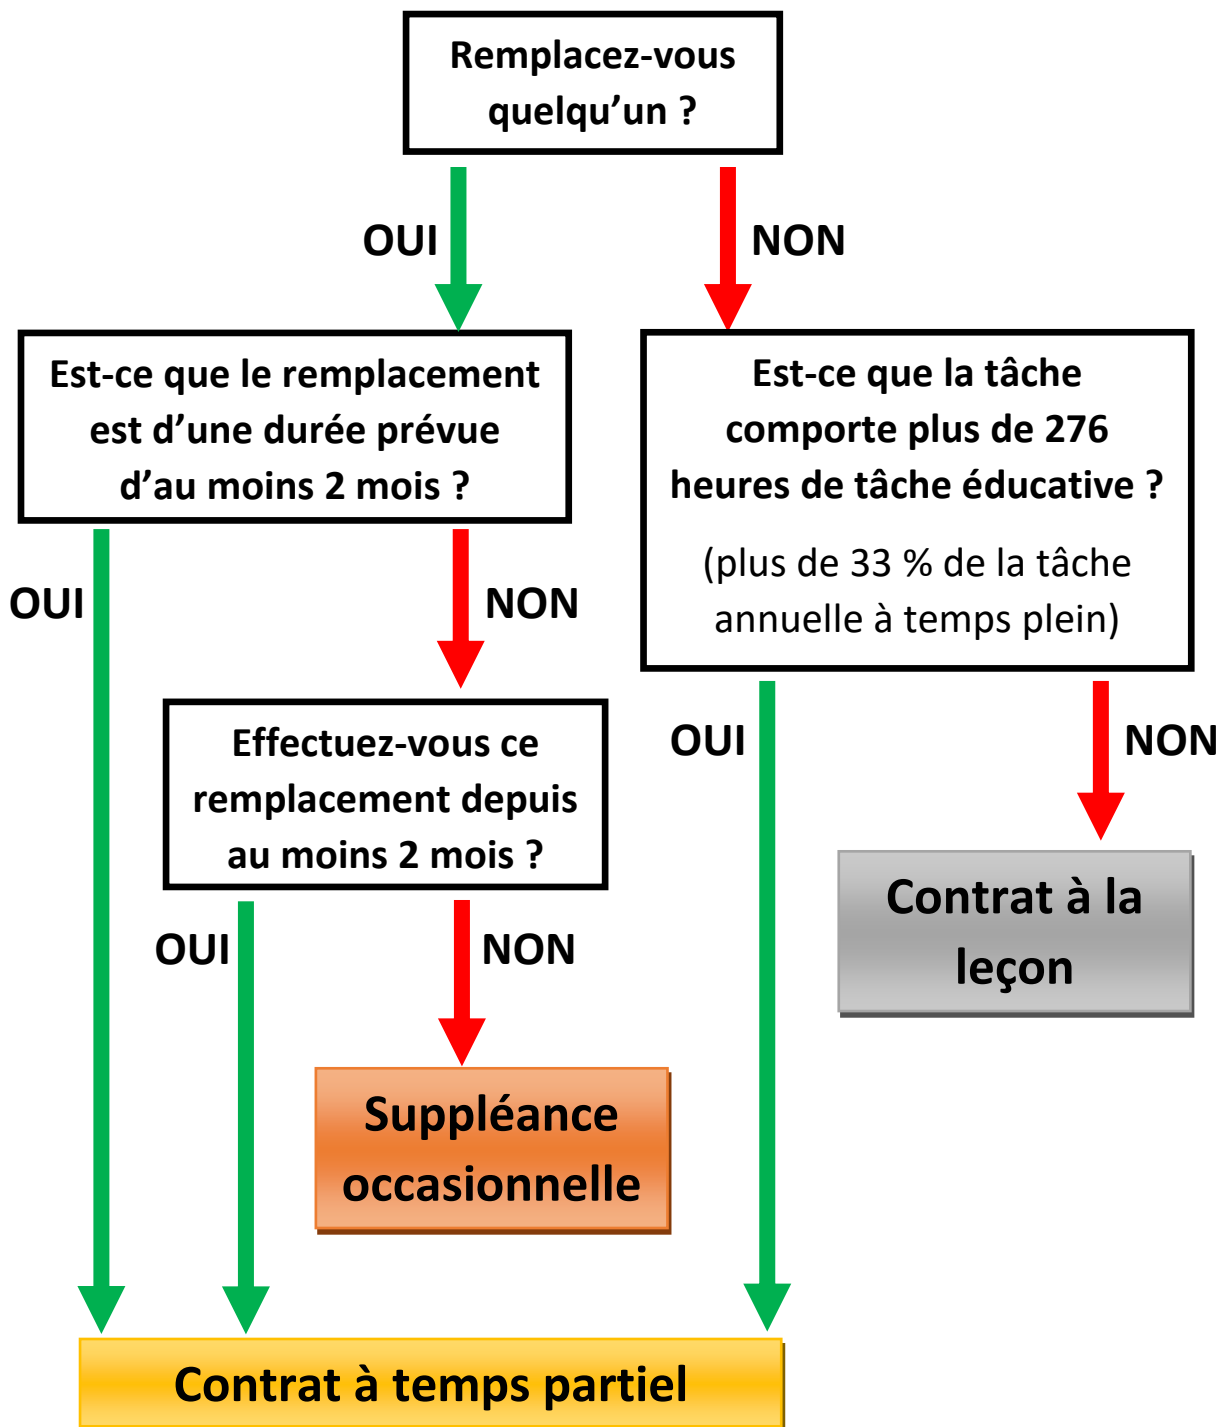 Remplacez-vous
quelqu’un ?
OUI
NON
Est-ce que le remplacement
est d’une durée prévue
d’au moins 2 mois ?
Est-ce que la tâche
comporte plus de 276
heures de tâche éducative ?
(plus de 33 % de la tâche
annuelle à temps plein)
OUI
NON
OUI
NON
Effectuez-vous ce
remplacement depuis
au moins 2 mois ?
Contrat à la
leçon
OUI
NON
Suppléance
occasionnelle
Contrat à temps partiel